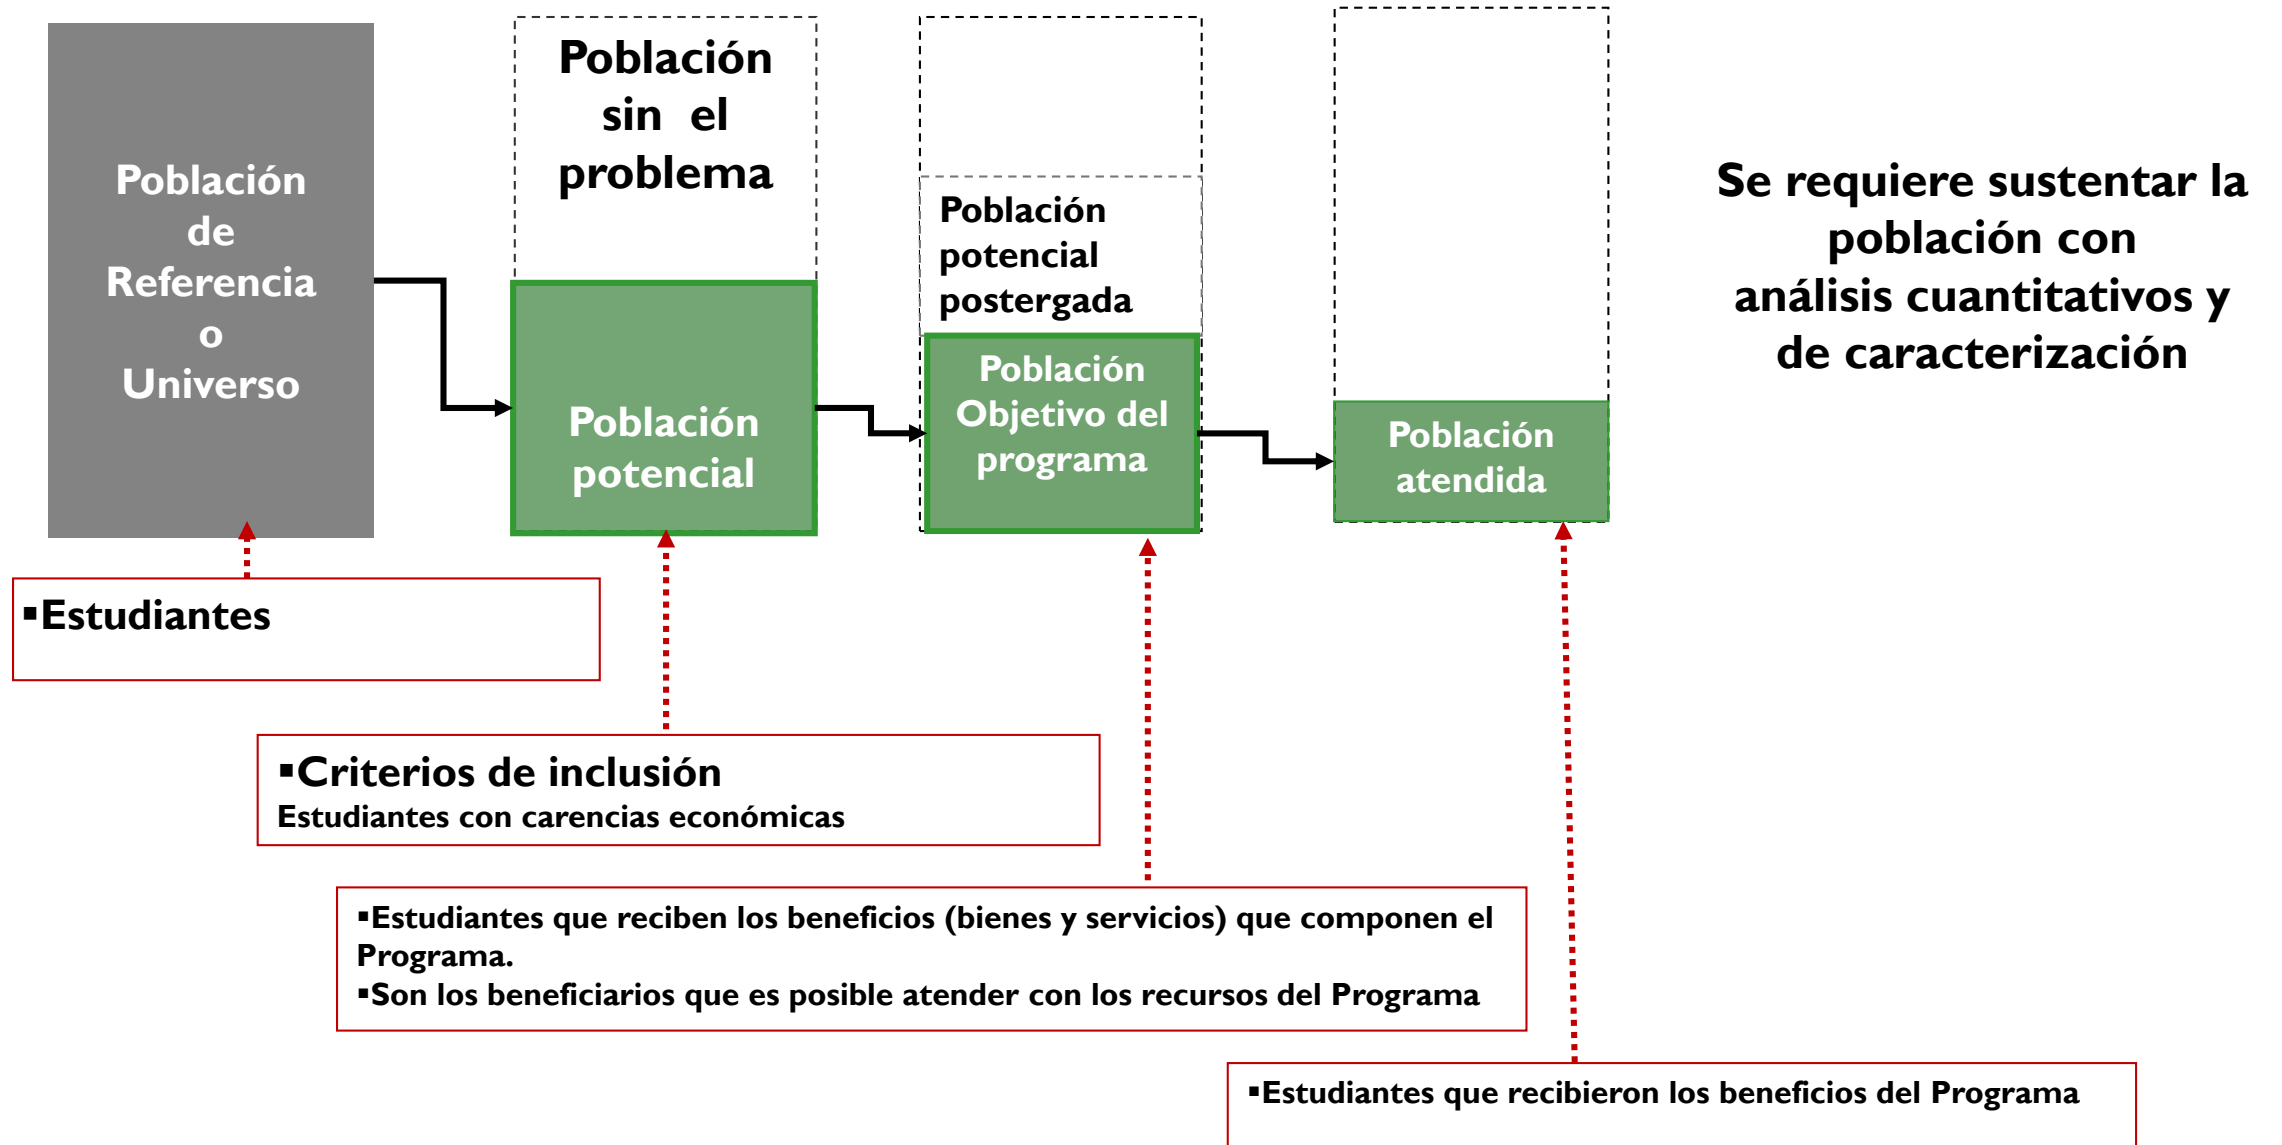 Población
de
Referencia
o
Universo
Población
sin el
problema
Población
potencial
Población
potencial
postergada
Población
Objetivo del
programa
Población
atendida
Se requiere sustentar la
población con
análisis cuantitativos y
de caracterización
▪Estudiantes
▪Criterios de inclusión
Estudiantes con carencias económicas
▪Estudiantes que reciben los beneficios (bienes y servicios) que componen el
Programa.
▪Son los beneficiarios que es posible atender con los recursos del Programa
▪Estudiantes que recibieron los beneficios del Programa